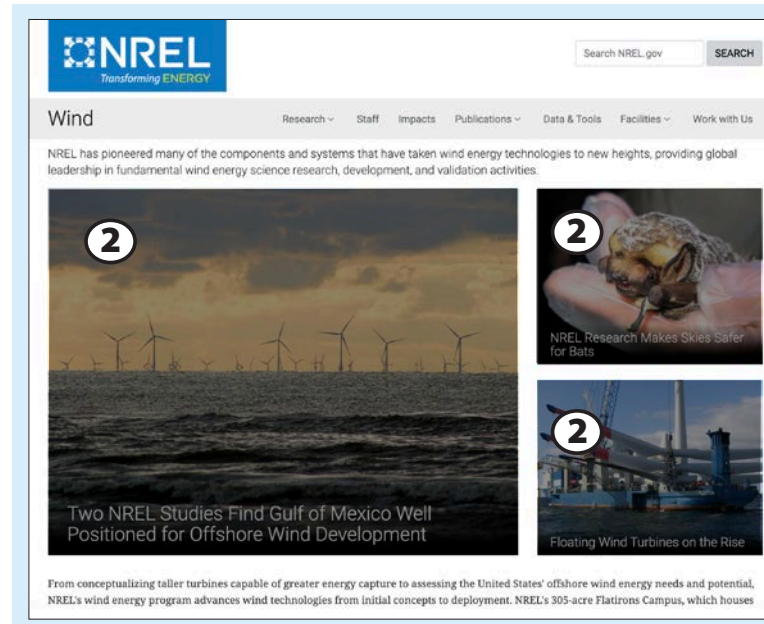 NREL
Transforming ENERGY
Search NREL.gov
SEARCH
Wind
Research
Staff
Impacts
Publications
Data & Tools
Facilities
Work with Us
NREL has pioneered many of the components and systems that have taken wind energy technologies to new heights, providing global
leadership in fundamental wind energy science research, development, and validation activities.
2
Two NREL Studies Find Gulf of Mexico Well
Positioned for Offshore Wind Development
2
NREL Research Makes Skies Safer
for Bats
2
Floating Wind Turbines on the Rise
From conceptualizing taller turbines capable of greater energy capture to assessing the United States' offshore wind energy needs and potential,
NREL's wind energy program advances wind technologies from initial concepts to deployment. NREL's 305-acre Flatirons Campus, which houses